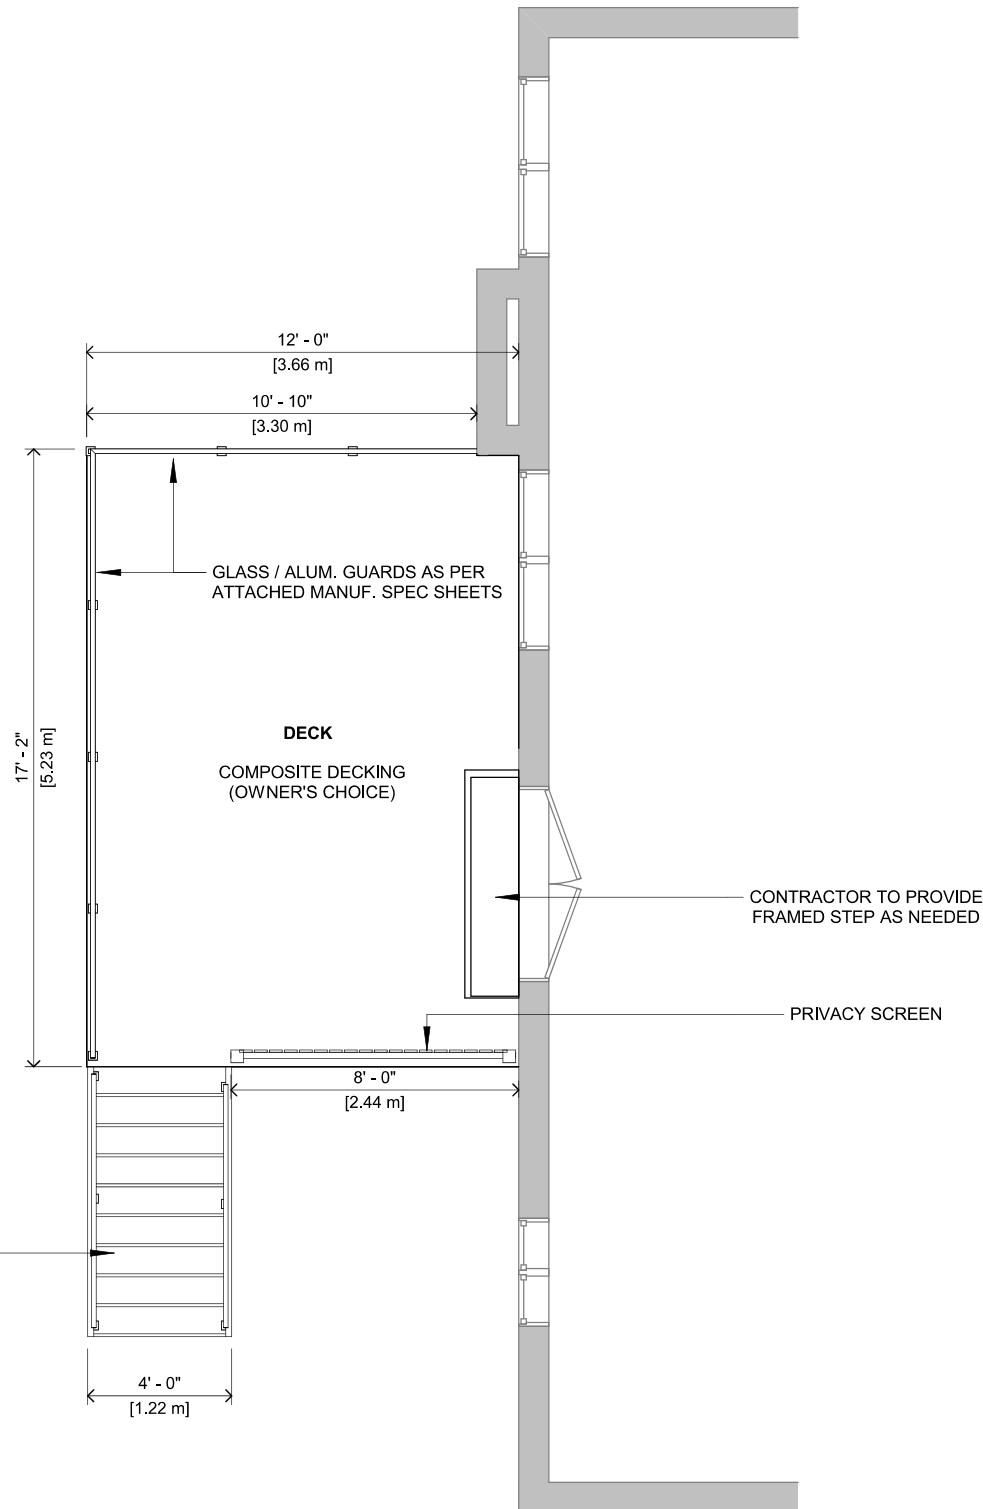 12' - 0"
[3.66 m]
10' - 10"
[3.30 m]
GLASS / ALUM. GUARDS AS PER
ATTACHED MANUF. SPEC SHEETS
17' - 2"
[5.23 m]
DECK
COMPOSITE DECKING
(OWNER'S CHOICE)
CONTRACTOR TO PROVIDE
FRAMED STEP AS NEEDED
PRIVACY SCREEN
8' - 0"
[2.44 m]
4' - 0"
[1.22 m]